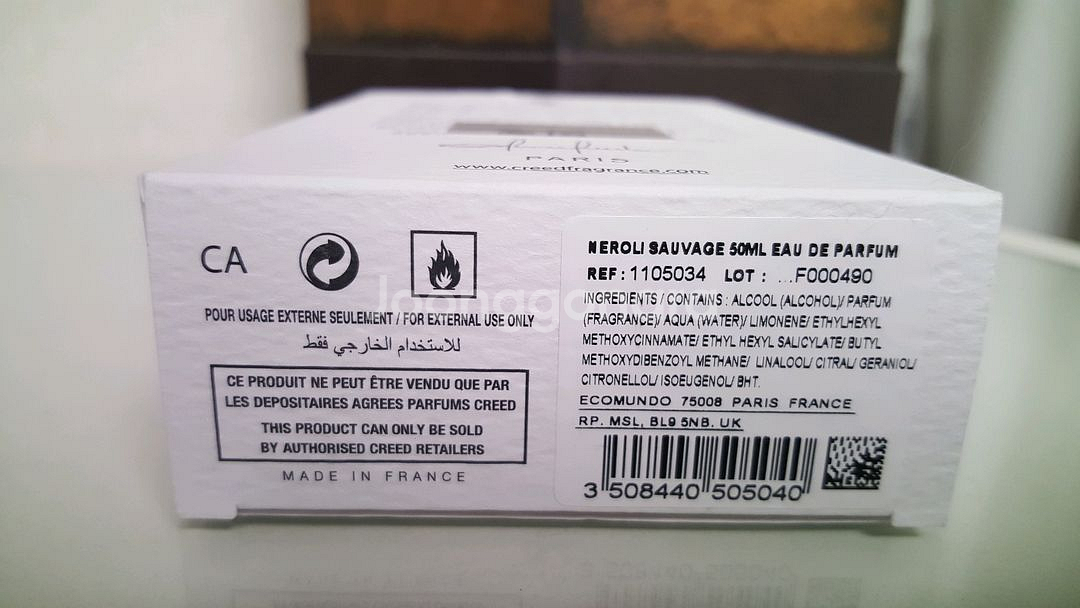 PARIS
www.creedfragrance.com
CA
POUR USAGE EXTERNE SEULEMENT / FOR EXTERNAL USE ONLY
للاستخدام الخارجي فقط
CE PRODUIT NE PEUT ÊTRE VENDU QUE PAR
LES DEPOSITAIRES AGREES PARFUMS CREED
THIS PRODUCT CAN ONLY BE SOLD
BY AUTHORISED CREED RETAILERS
MADE IN FRANCE
NEROLI SAUVAGE 50ML EAU DE PARFUM
REF : 1105034 LOT : ...F000490
INGREDIENTS / CONTAINS : ALCOOL (ALCOHOL)/ PARFUM
(FRAGRANCE)/ AQUA (WATER)/ LIMONENE/ ETHYLHEXYL
METHOXYCINNAMATE/ ETHYL HEXYL SALICYLATE/ BUTYL
METHOXYDIBENZOYL METHANE/ LINALOOL/ CITRAL/ GERANIOL/
CITRONELLOL/ ISOEUGENOL/ BHT.
ECOMUNDO 75008 PARIS FRANCE
RP. MSL, BL9 5NB. UK
3 508440 505040